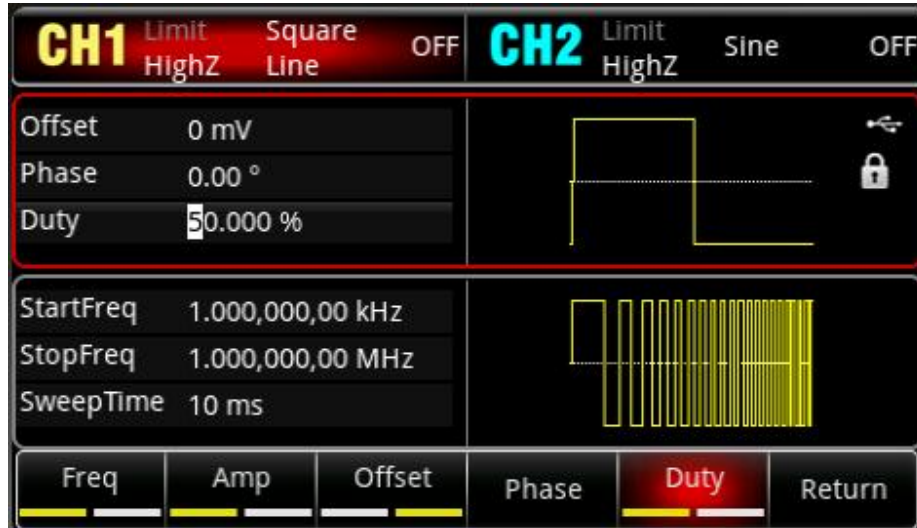 CH1 Limit Square OFF CH2 Limit Sine OFF
HighZ Line HighZ
Offset 0 mV
Phase 0.00 °
Duty 50.000 %
StartFreq 1.000,000,00 kHz
StopFreq 1.000,000,00 MHz
SweepTime 10 ms
Freq Amp Offset Phase Duty Return